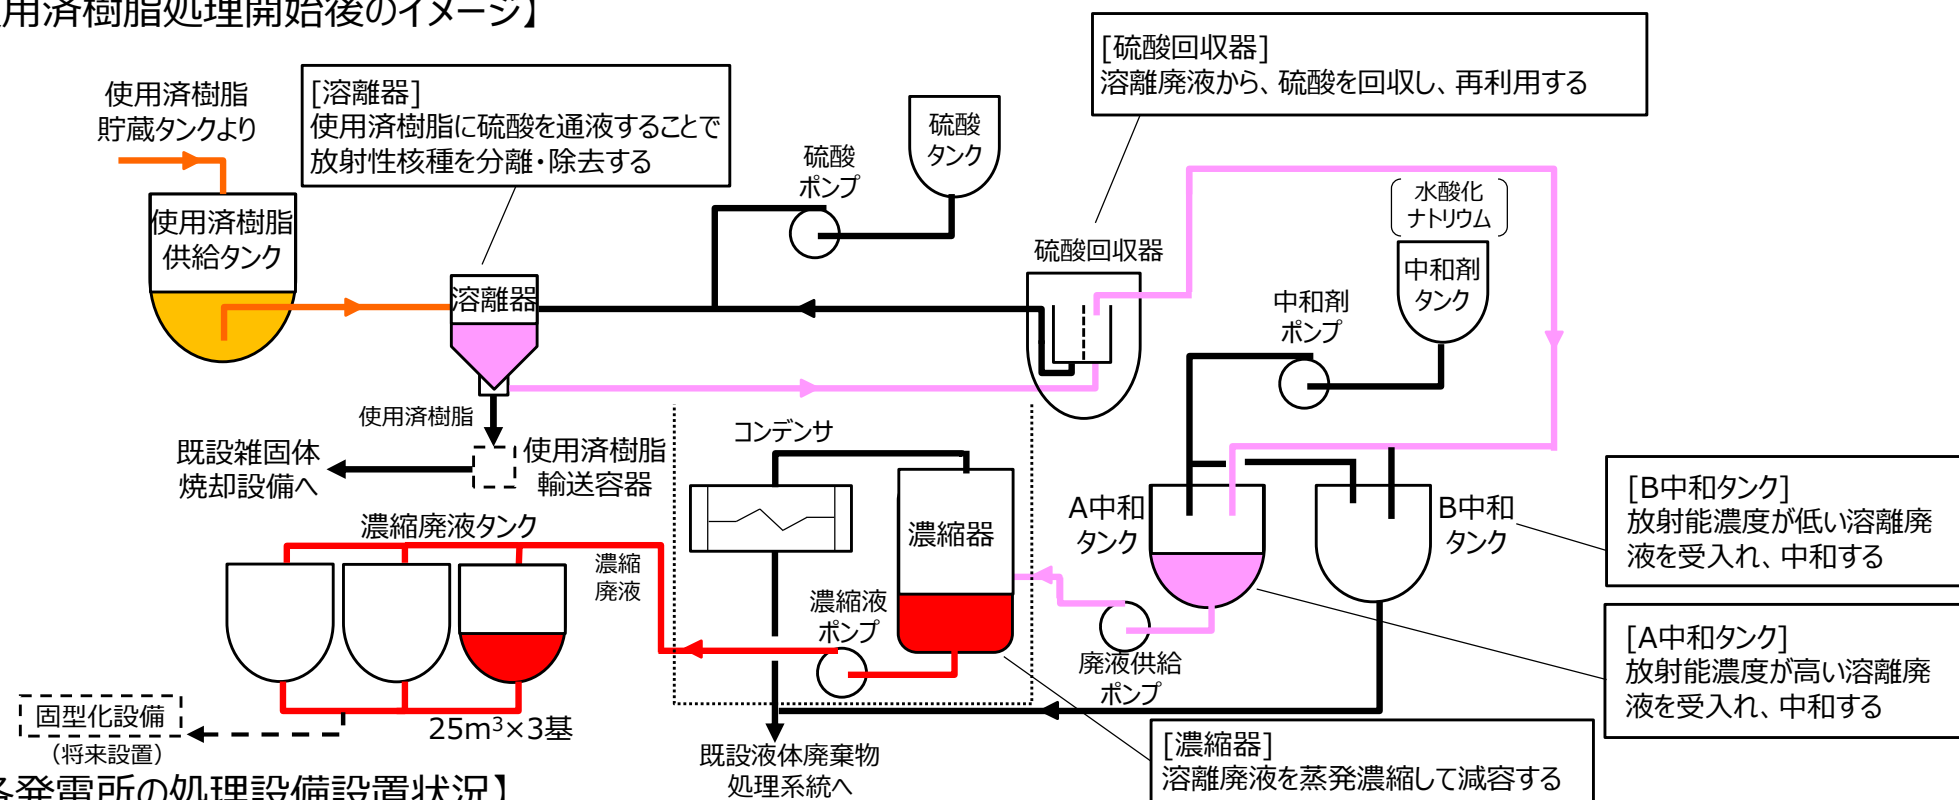 用済樹脂処理開始後のイメージ】
使用済樹脂
貯蔵タンクより
[溶離器]
使用済樹脂に硫酸を通液することで
放射性核種を分離・除去する
硫酸
ポンプ
硫酸
タンク
[硫酸回収器]
溶離廃液から、硫酸を回収し、再利用する
使用済樹脂
供給タンク
溶離器
硫酸回収器
水酸化
ナトリウム
中和剤
タンク
中和剤
ポンプ
使用済樹脂
既設雑固体
焼却設備へ
使用済樹脂
輸送容器
コンデンサ
濃縮器
A中和
タンク
B中和
タンク
[B中和タンク]
放射能濃度が低い溶離廃
液を受入れ、中和する
濃縮廃液タンク
濃縮
廃液
濃縮液
ポンプ
廃液供給
ポンプ
[A中和タンク]
放射能濃度が高い溶離廃
液を受入れ、中和する
固型化設備
(将来設置)
25m³×3基
既設液体廃棄物
処理系統へ
[濃縮器]
溶離廃液を蒸発濃縮して減容する
各発電所の処理設備設置状況】